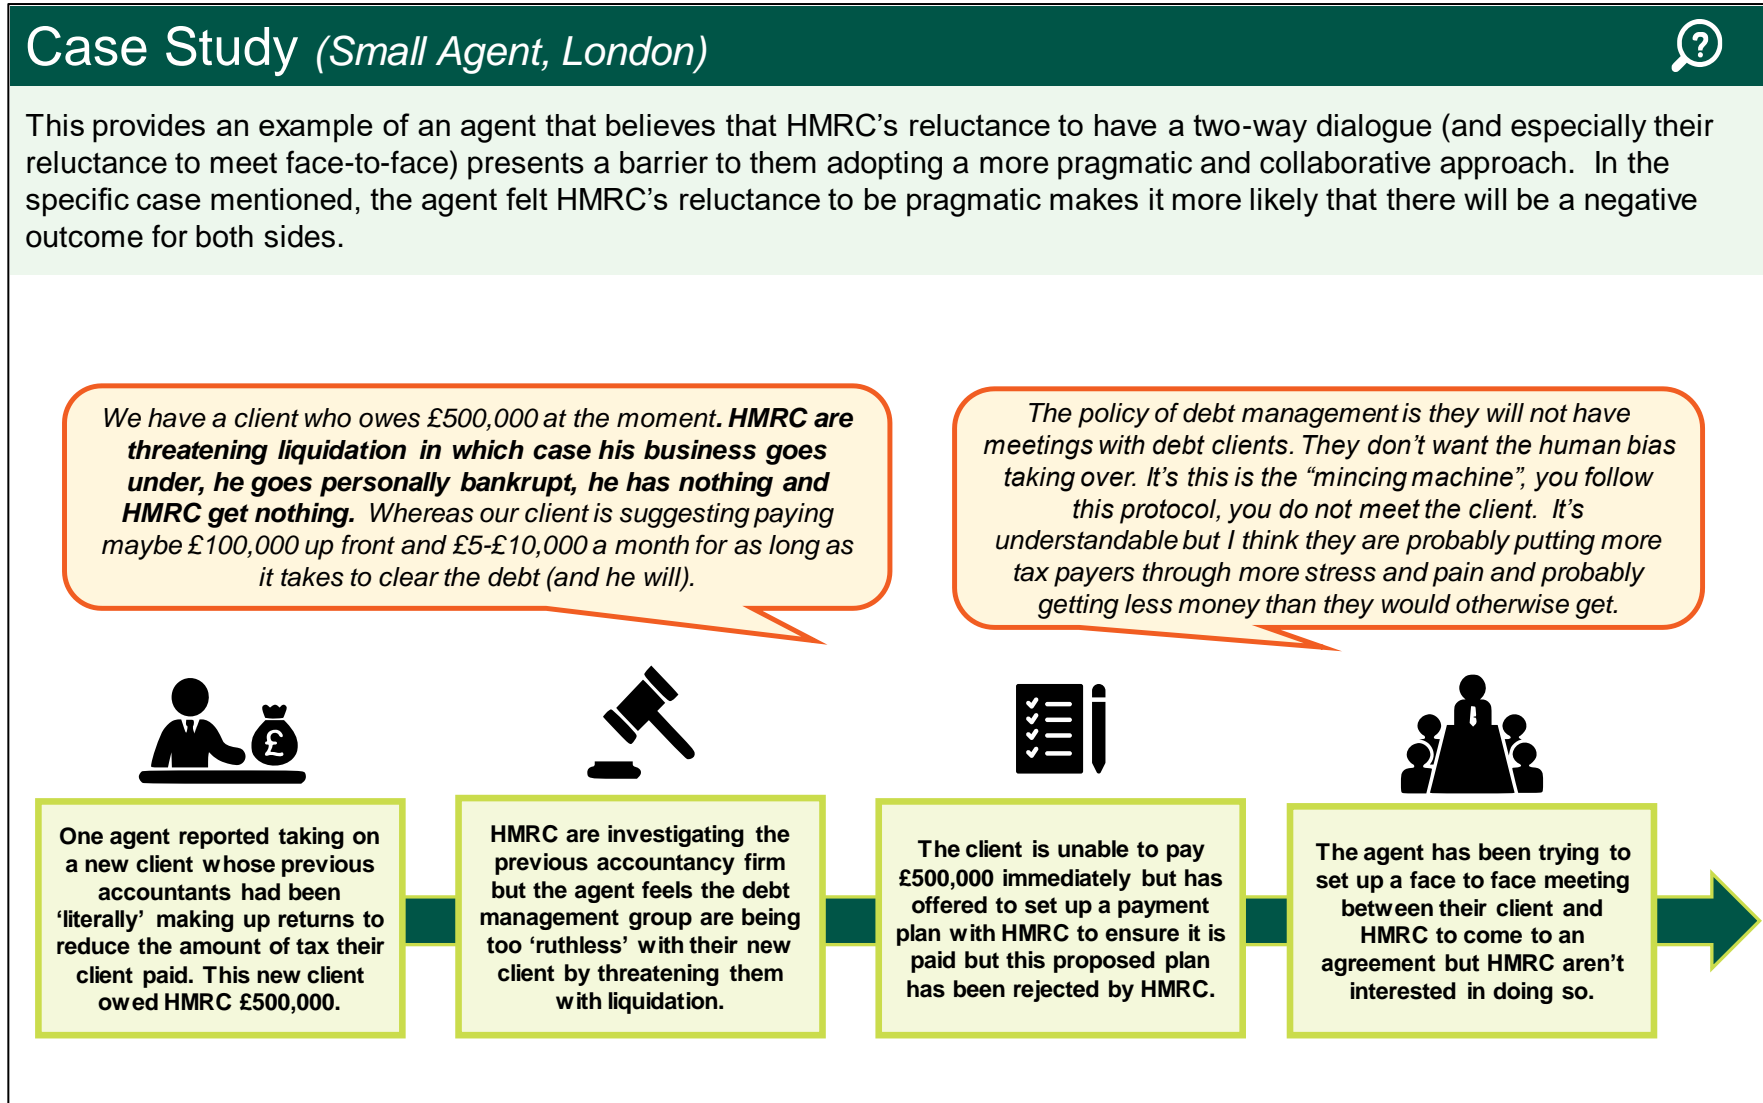 Case Study (Small Agent, London)
?
This provides an example of an agent that believes that HMRC’s reluctance to have a two-way dialogue (and especially their
reluctance to meet face-to-face) presents a barrier to them adopting a more pragmatic and collaborative approach. In the
specific case mentioned, the agent felt HMRC’s reluctance to be pragmatic makes it more likely that there will be a negative
outcome for both sides.
We have a client who owes £500,000 at the moment. HMRC are
threatening liquidation in which case his business goes
under, he goes personally bankrupt, he has nothing and
HMRC get nothing. Whereas our client is suggesting paying
maybe £100,000 up front and £5-£10,000 a month for as long as
it takes to clear the debt (and he will).
The policy of debt management is they will not have
meetings with debt clients. They don’t want the human bias
taking over. It’s this is the “mincing machine”, you follow
this protocol, you do not meet the client. It’s
understandable but I think they are probably putting more
tax payers through more stress and pain and probably
getting less money than they would otherwise get.
£
One agent reported taking on
a new client whose previous
accountants had been
‘literally’ making up returns to
reduce the amount of tax their
client paid. This new client
owed HMRC £500,000.
HMRC are investigating the
previous accountancy firm
but the agent feels the debt
management group are being
too ‘ruthless’ with their new
client by threatening them
with liquidation.
The client is unable to pay
£500,000 immediately but has
offered to set up a payment
plan with HMRC to ensure it is
paid but this proposed plan
has been rejected by HMRC.
The agent has been trying to
set up a face to face meeting
between their client and
HMRC to come to an
agreement but HMRC aren’t
interested in doing so.